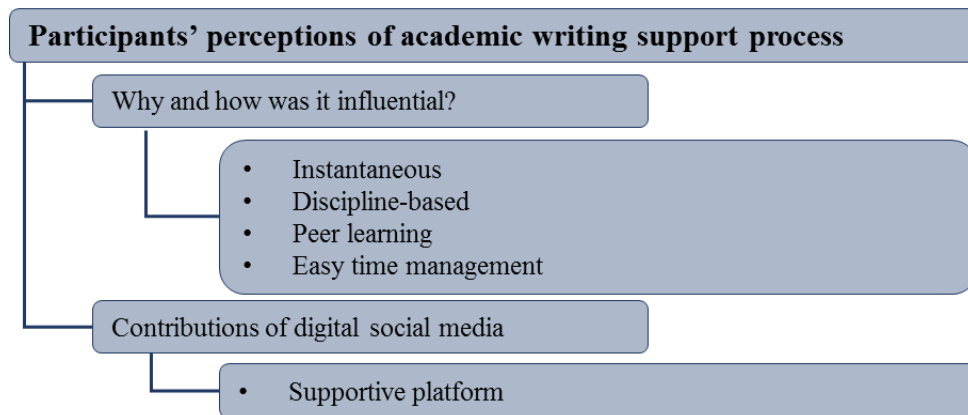 Participants’ perceptions of academic writing support process
Why and how was it influential?
• Instantaneous
• Discipline-based
• Peer learning
• Easy time management
Contributions of digital social media
• Supportive platform